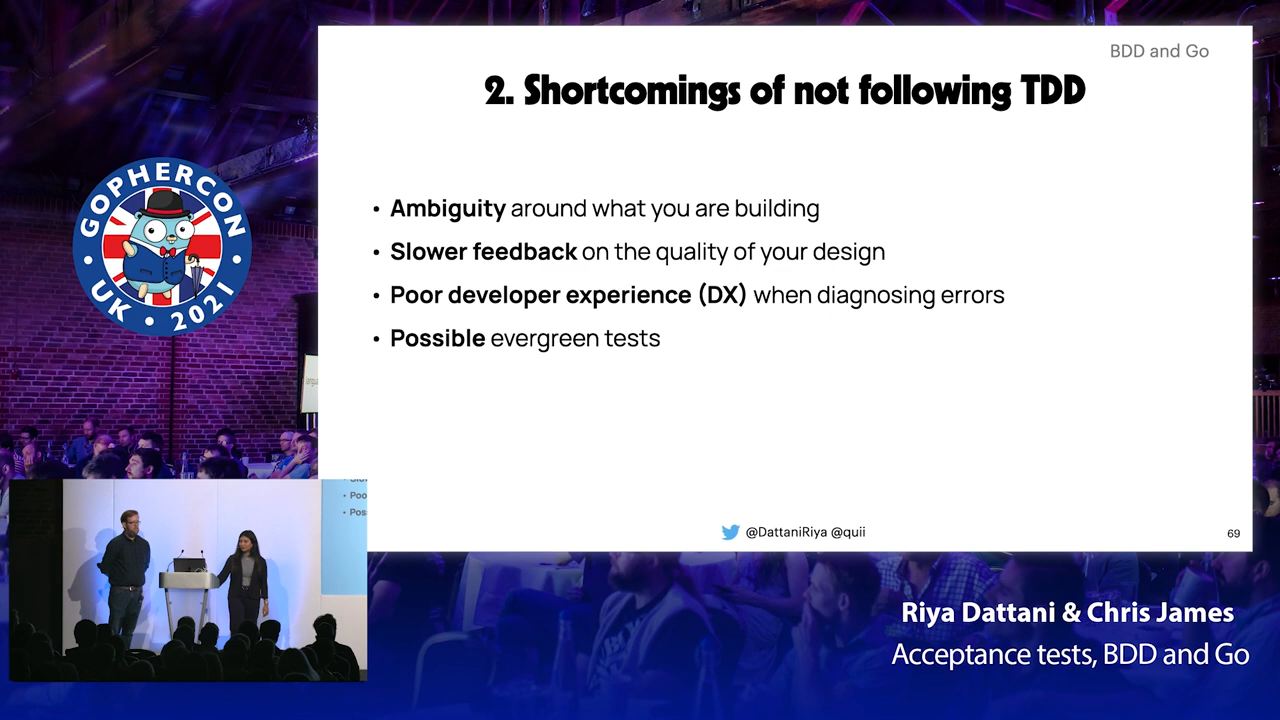 BDD and Go
2. Shortcomings of not following TDD
• Ambiguity around what you are building
• Slower feedback on the quality of your design
• Poor developer experience (DX) when diagnosing errors
• Possible evergreen tests
@DattaniRiya @quii
69
GOPHERCON
UK • 2021
• Poo
• Pos
Riya Dattani & Chris James
Acceptance tests, BDD and Go